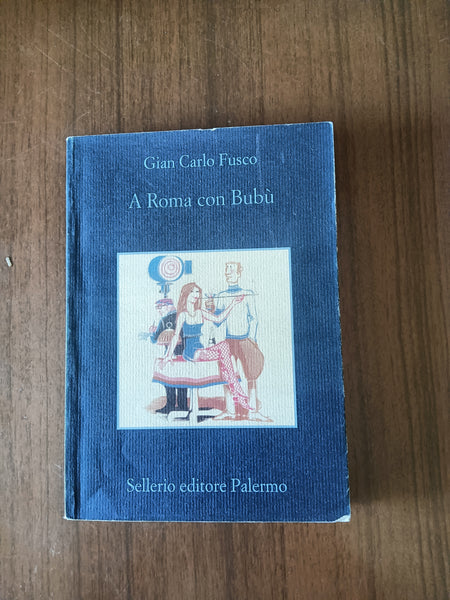 Gian Carlo Fusco
A Roma con Bubù
Sellerio editore Palermo